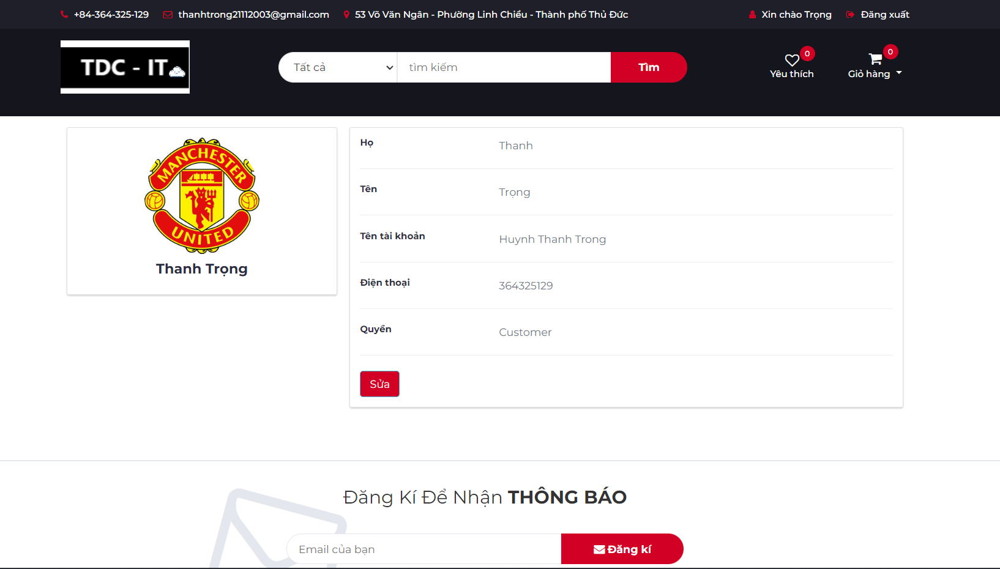 +84-364-325-129 thanhtrong21112003@gmail.com 53 Võ Văn Ngân - Phường Linh Chiểu - Thành phố Thủ Đức Xin chào Trọng Đăng xuất
TDC - IT
Tất cả tìm kiếm Tìm
0
Yêu thích
0
Giỏ hàng
MANCHESTER
UNITED
Thanh Trọng
Họ Thanh
Tên Trọng
Tên tài khoản Huynh Thanh Trong
Điện thoại 364325129
Quyền Customer
Sửa
Đăng Kí Để Nhận THÔNG BÁO
Email của bạn Đăng kí